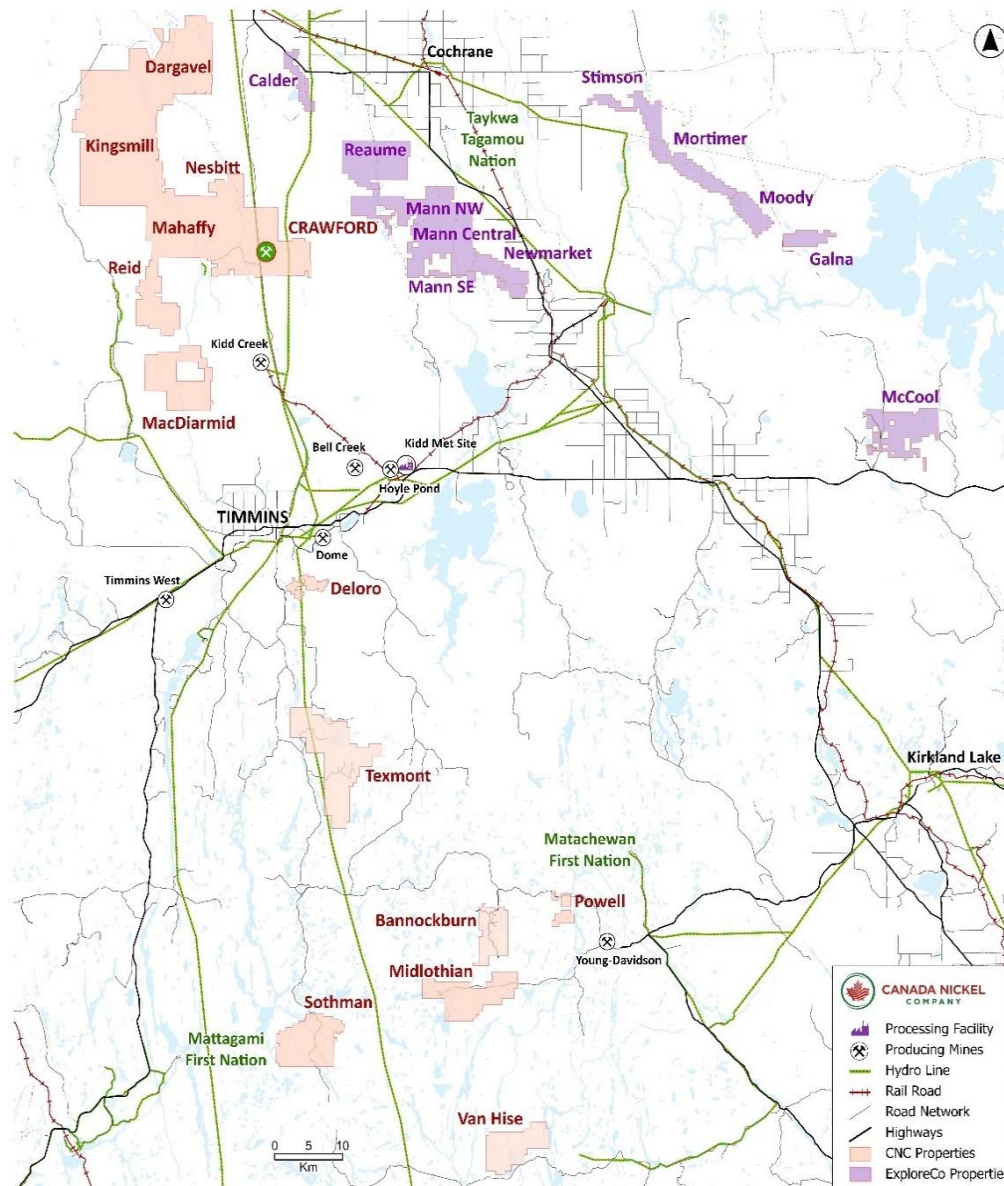 Cochrane
Dargavel
Calder
Stimson
Taykwa
Tagamou
Nation
Mortimer
Kingsmill
Reaume
Nesbitt
Moody
Mann NW
Mahaffy
CRAWFORD
Mann Central
Newmarket
Galna
Reid
Mann SE
Kidd Creek
McCool
MacDiarmid
Bell Creek
Kidd Met Site
Hoyle Pond
TIMMINS
Dome
Timmins West
Deloro
Kirkland Lake
Texmont
Matachewan
First Nation
Powell
Bannockburn
Young-Davidson
Midlothian
Sothman
Mattagami
First Nation
Van Hise
0 5 10
Km
CANADA NICKEL
COMPANY
Processing Facility
Producing Mines
Hydro Line
Rail Road
Road Network
Highways
CNC Properties
ExploreCo Propertie